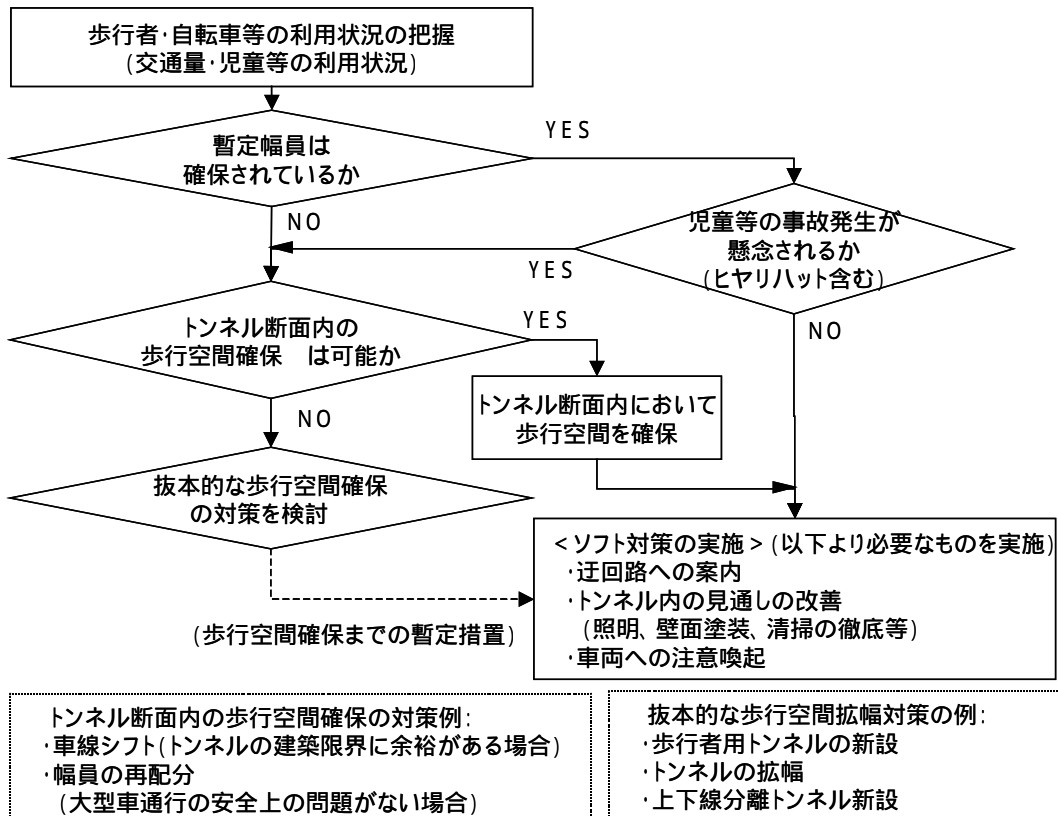 歩行者・自転車等の利用状況の把握
(交通量・児童等の利用状況)
暫定幅員は
確保されているか
YES
NO
児童等の事故発生が
懸念されるか
(ヒヤリハット含む)
YES
NO
トンネル断面内の
歩行空間確保　は可能か
YES
NO
トンネル断面内において
歩行空間を確保
抜本的な歩行空間確保
の対策を検討
(歩行空間確保までの暫定措置)
<ソフト対策の実施>(以下より必要なものを実施)
・迂回路への案内
・トンネル内の見通しの改善
(照明、壁面塗装、清掃の徹底等)
・車両への注意喚起
トンネル断面内の歩行空間確保の対策例:
・車線シフト(トンネルの建築限界に余裕がある場合)
・幅員の再配分
(大型車通行の安全上の問題がない場合)
抜本的な歩行空間拡幅対策の例:
・歩行者用トンネルの新設
・トンネルの拡幅
・上下線分離トンネル新設